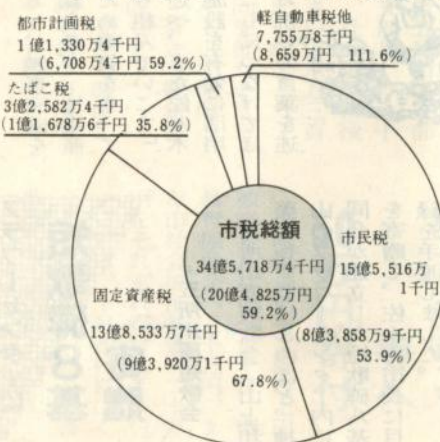 都市計画税
1億1,330万4千円
(6,708万4千円 59.2%)
軽自動車税他
7,755万8千円
(8,659万円 111.6%)
たばこ税
3億2,582万4千円
(1億1,678万6千円 35.8%)
市税総額
34億5,718万4千円
(20億4,825万円
59.2%)
市民税
15億5,516万
1千円
(8億3,858万9千円
53.9%)
固定資産税
13億8,533万7千円
(9億3,920万1千円
67.8%)